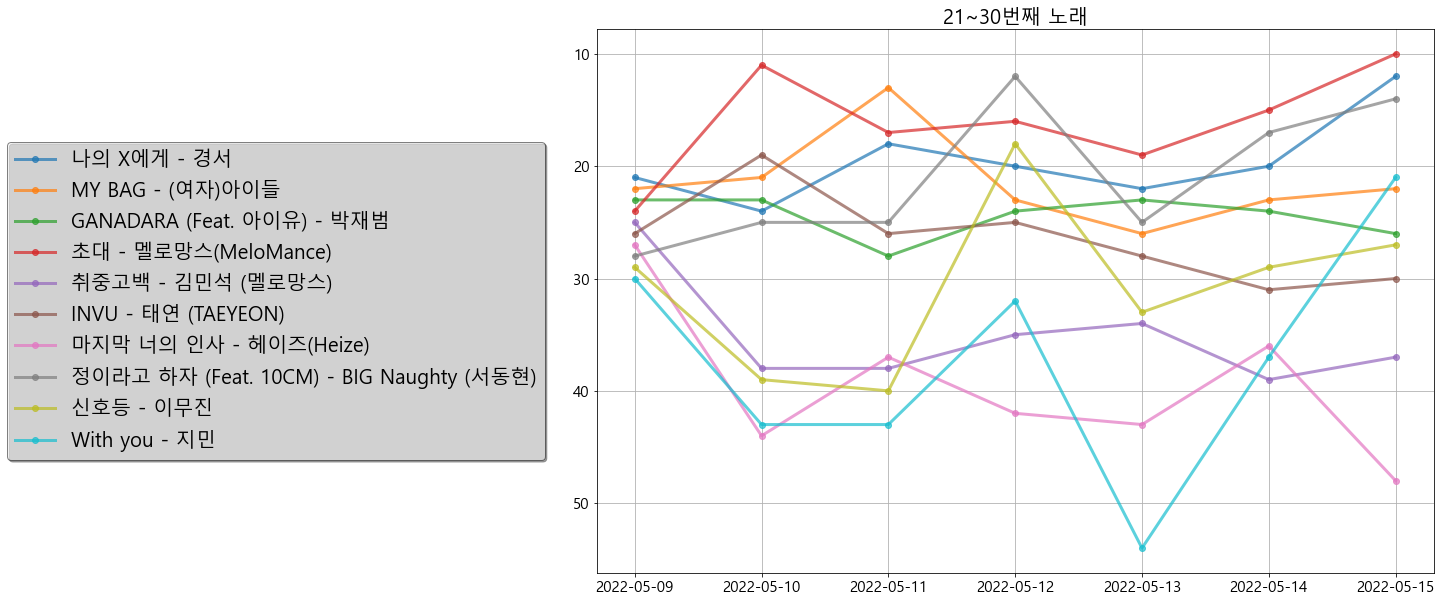 21~30번째 노래
나의 X에게 - 경서
MY BAG - (여자)아이들
GANADARA (Feat. 아이유) - 박재범
초대 - 멜로망스(MeloMance)
취중고백 - 김민석 (멜로망스)
INVU - 태연 (TAEYEON)
마지막 너의 인사 - 헤이즈(Heize)
정이라고 하자 (Feat. 10CM) - BIG Naughty (서동현)
신호등 - 이무진
With you - 지민
10
20
30
40
50
2022-05-09 2022-05-10 2022-05-11 2022-05-12 2022-05-13 2022-05-14 2022-05-15